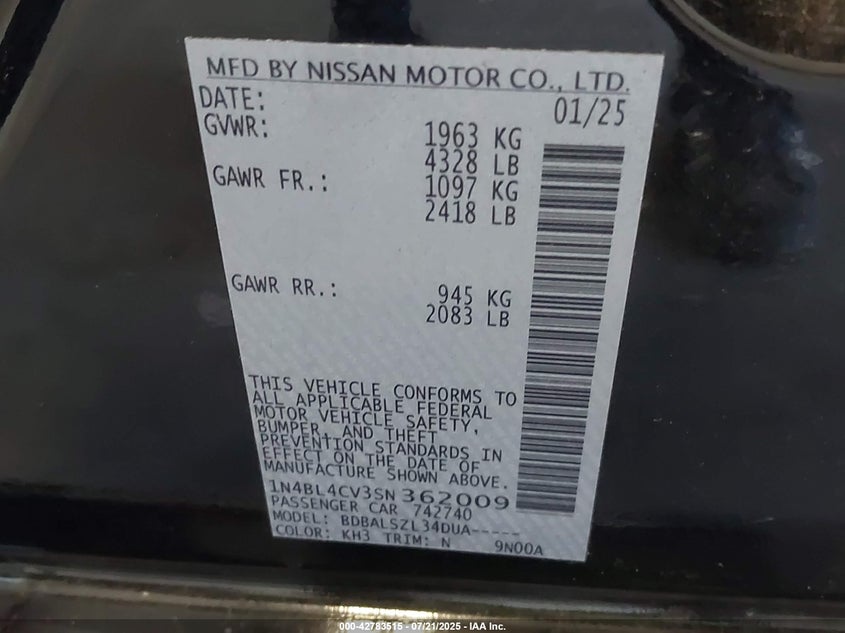 MFD BY NISSAN MOTOR CO., LTD.
DATE: 01/25
GVWR: 1963 KG
4328 LB
GAWR FR.: 1097 KG
2418 LB
GAWR RR.: 945 KG
2083 LB
THIS VEHICLE CONFORMS TO
ALL APPLICABLE FEDERAL
MOTOR VEHICLE SAFETY,
BUMPER, AND THEFT
PREVENTION STANDARDS IN
EFFECT ON THE DATE OF
MANUFACTURE SHOWN ABOVE.
1N4BL4CV3SN362009
PASSENGER CAR 742740
MODEL: BDBALSZL34DUA-----
COLOR: KH3 TRIM: N 9N00A
000-42783515 - 07/21/2025 - IAA Inc.